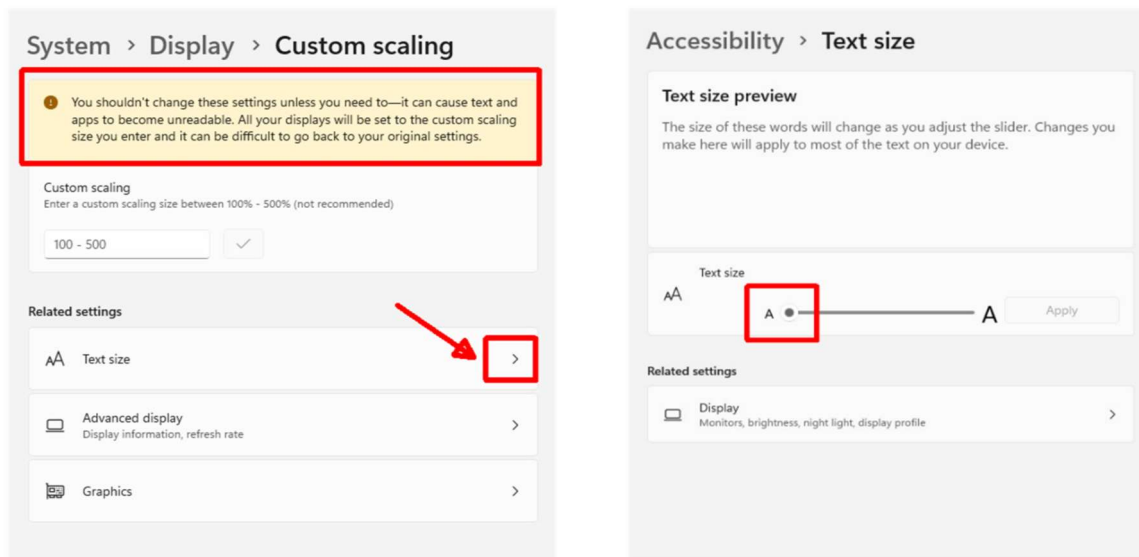 System > Display > Custom scaling
You shouldn't change these settings unless you need to—it can cause text and
apps to become unreadable. All your displays will be set to the custom scaling
size you enter and it can be difficult to go back to your original settings.
Custom scaling
Enter a custom scaling size between 100% - 500% (not recommended)
100 - 500
Related settings
AA Text size
Advanced display
Display information, refresh rate
Graphics
Accessibility > Text size
Text size preview
The size of these words will change as you adjust the slider. Changes you
make here will apply to most of the text on your device.
Text size
AA
A A Apply
Related settings
Display
Monitors, brightness, night light, display profile